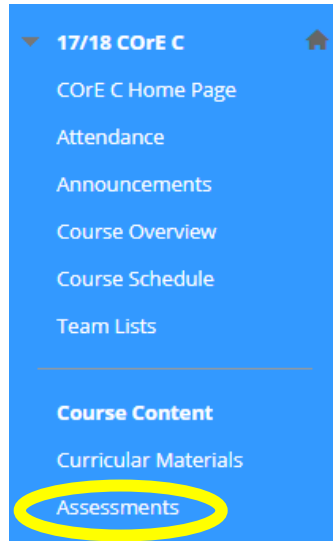 17/18 COrE C
COrE C Home Page
Attendance
Announcements
Course Overview
Course Schedule
Team Lists
Course Content
Curricular Materials
Assessments